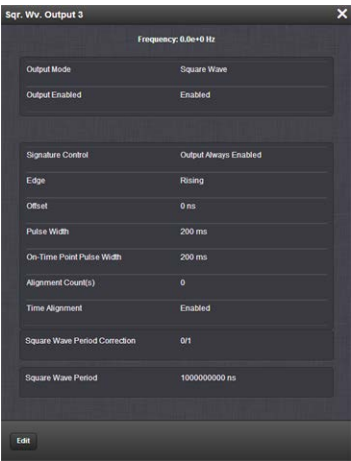 Sqr. Wv. Output 3
Frequency: 0.0e+0 Hz
Output Mode Square Wave
Output Enabled Enabled
Signature Control Output Always Enabled
Edge Rising
Offset 0 ns
Pulse Width 200 ms
On-Time Point Pulse Width 200 ms
Alignment Count(s) 0
Time Alignment Enabled
Square Wave Period Correction 0/1
Square Wave Period 1000000000 ns
Edit